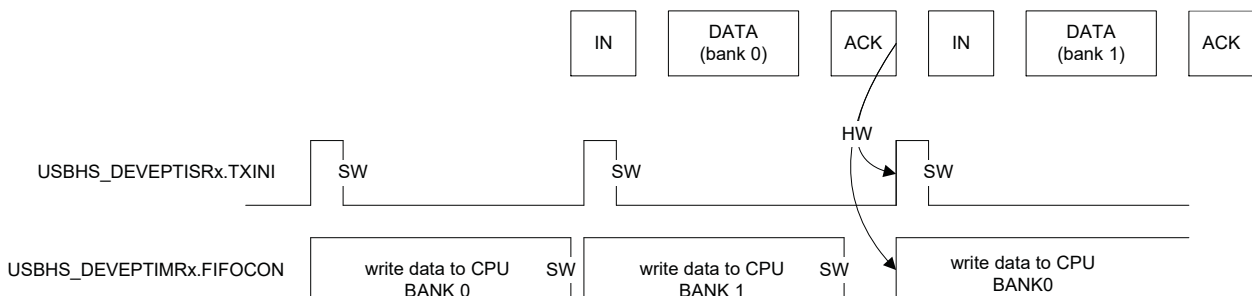 IN
DATA
(bank 0)
ACK
IN
DATA
(bank 1)
ACK
HW
USBHS_DEVEPTISRx.TXINI
SW
SW
SW
USBHS_DEVEPTIMRx.FIFOCON
write data to CPU
BANK 0
SW
write data to CPU
BANK 1
SW
write data to CPU
BANK0